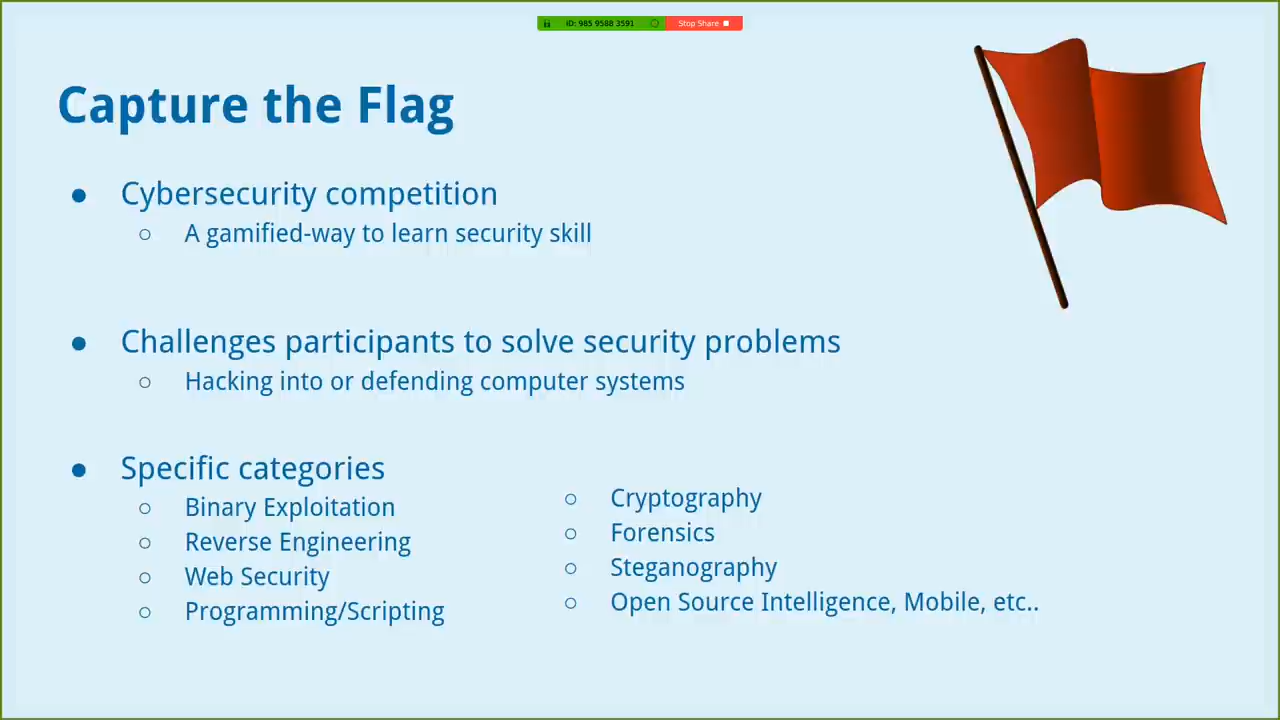 ID: 985 9588 3591
Stop Share
Capture the Flag
● Cybersecurity competition
○ A gamified-way to learn security skill
● Challenges participants to solve security problems
○ Hacking into or defending computer systems
● Specific categories
○ Binary Exploitation
○ Reverse Engineering
○ Web Security
○ Programming/Scripting
○ Cryptography
○ Forensics
○ Steganography
○ Open Source Intelligence, Mobile, etc..